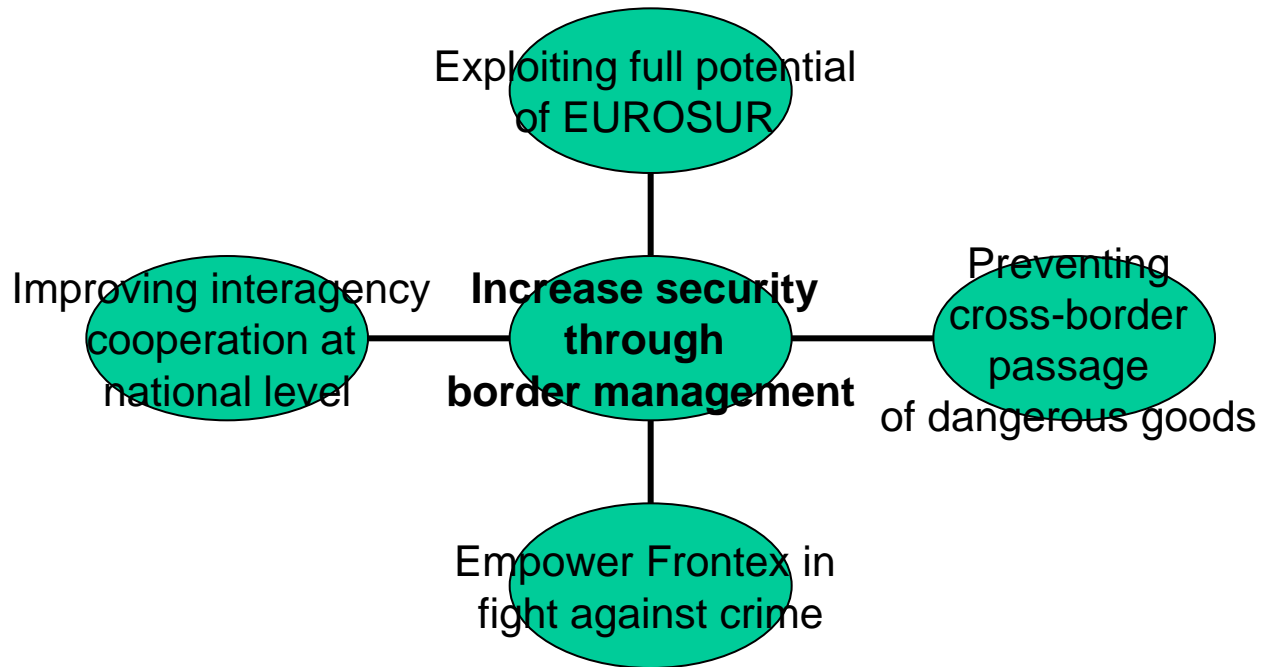 Exploiting full potential
of EUROSUR
Improving interagency
cooperation at
national level
Increase security
through
border management
Preventing
cross-border
passage
of dangerous goods
Empower Frontex in
fight against crime